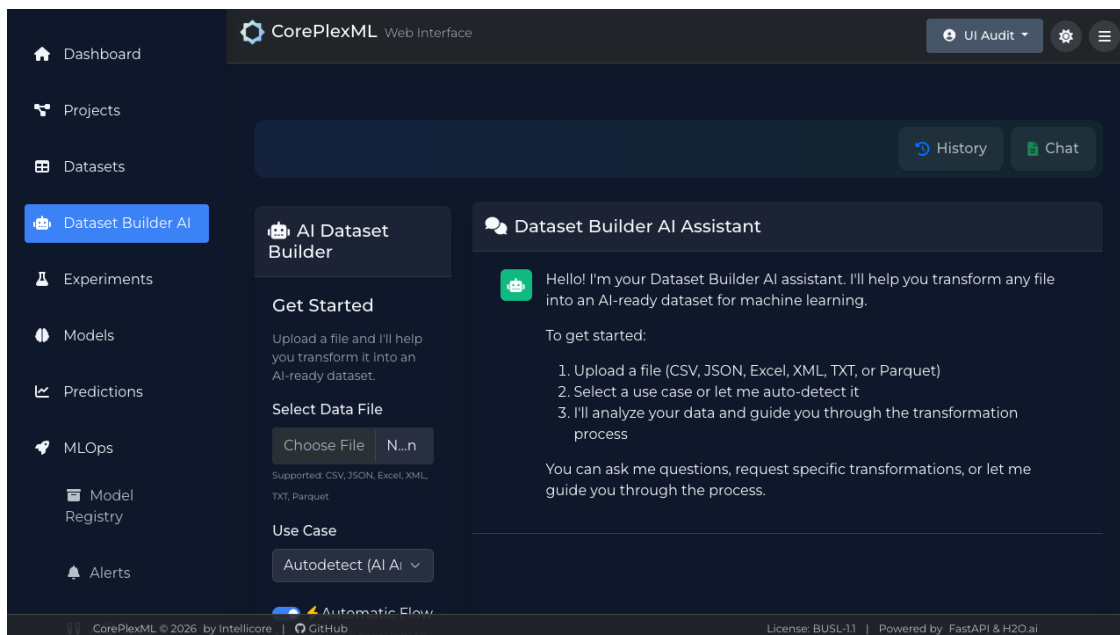 CorePlexML Web Interface
UI Audit
Dashboard
Projects
Datasets
Dataset Builder AI
Experiments
Models
Predictions
MLOps
Model
Registry
Alerts
History
Chat
AI Dataset
Builder
Get Started
Upload a file and I'll help
you transform it into an
AI-ready dataset.
Select Data File
Choose File N...n
Supported: CSV, JSON, Excel, XML,
TXT, Parquet
Use Case
Autodetect (AI
Automatic Flow
Dataset Builder AI Assistant
Hello! I'm your Dataset Builder AI assistant. I'll help you transform any file
into an AI-ready dataset for machine learning.
To get started:
1. Upload a file (CSV, JSON, Excel, XML, TXT, or Parquet)
2. Select a use case or let me auto-detect it
3. I'll analyze your data and guide you through the transformation
process
You can ask me questions, request specific transformations, or let me
guide you through the process.
CorePlexML © 2026 by Intellicore | GitHub
License: BUSL-1.1 | Powered by FastAPI & H2O.ai